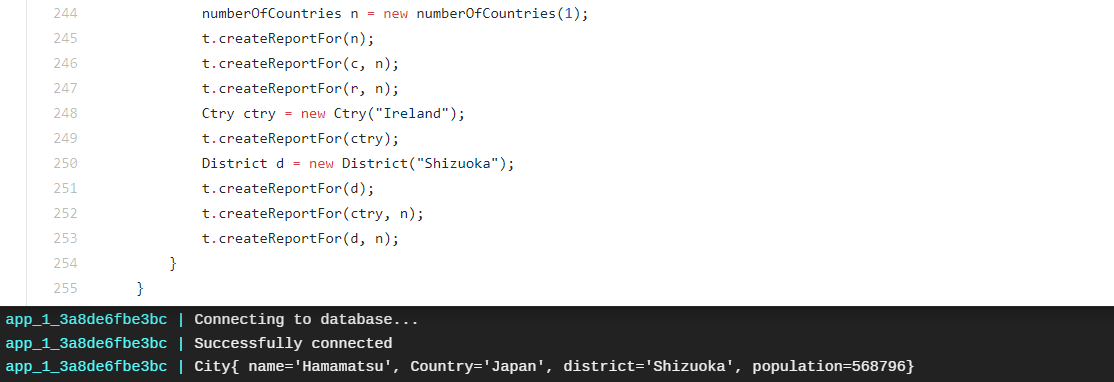 244 numberOfCountries n = new numberOfCountries(1);
245 t.createReportFor(n);
246 t.createReportFor(c, n);
247 t.createReportFor(r, n);
248 Ctry ctry = new Ctry("Ireland");
249 t.createReportFor(ctry);
250 District d = new District("Shizuoka");
251 t.createReportFor(d);
252 t.createReportFor(ctry, n);
253 t.createReportFor(d, n);
254 }
255 }
app_1_3a8de6fbe3bc | Connecting to database...
app_1_3a8de6fbe3bc | Successfully connected
app_1_3a8de6fbe3bc | City{ name='Hamamatsu', Country='Japan', district='Shizuoka', population=568796}